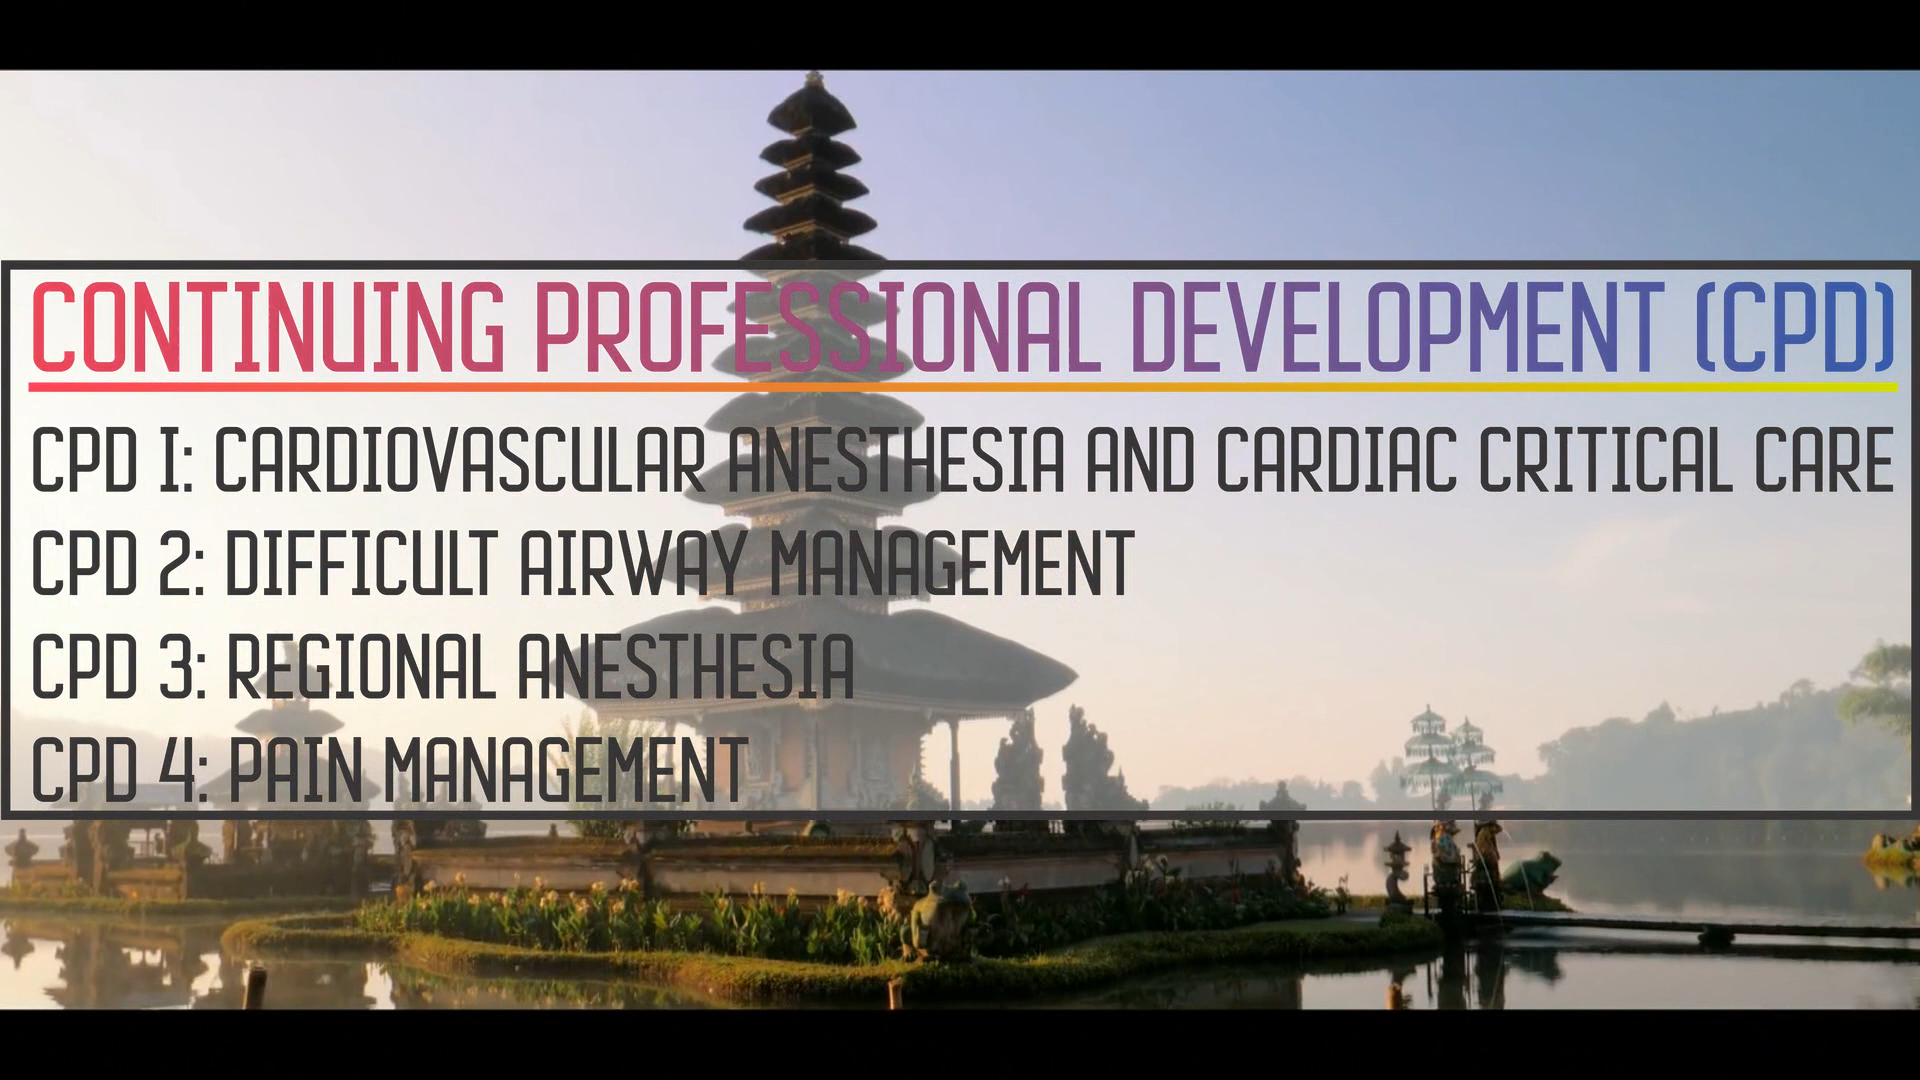 CONTINUING PROFESSIONAL DEVELOPMENT (CPD)
CPD 1: CARDIOVASCULAR ANESTHESIA AND CARDIAC CRITICAL CARE
CPD 2: DIFFICULT AIRWAY MANAGEMENT
CPD 3: REGIONAL ANESTHESIA
CPD 4: PAIN MANAGEMENT